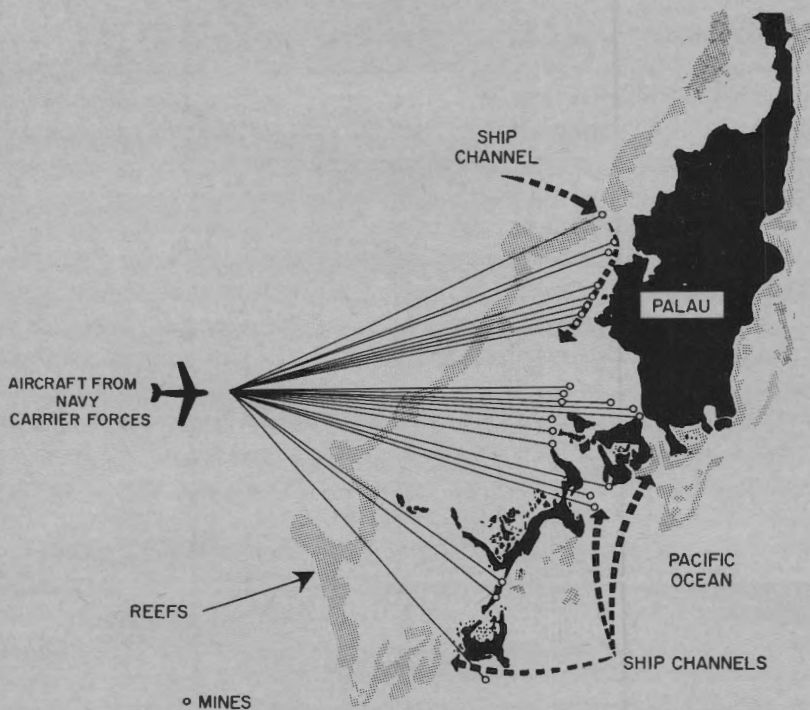 SHIP
CHANNEL
PALAU
AIRCRAFT FROM
NAVY
CARRIER FORCES
PACIFIC
OCEAN
REEFS
SHIP CHANNELS
MINES